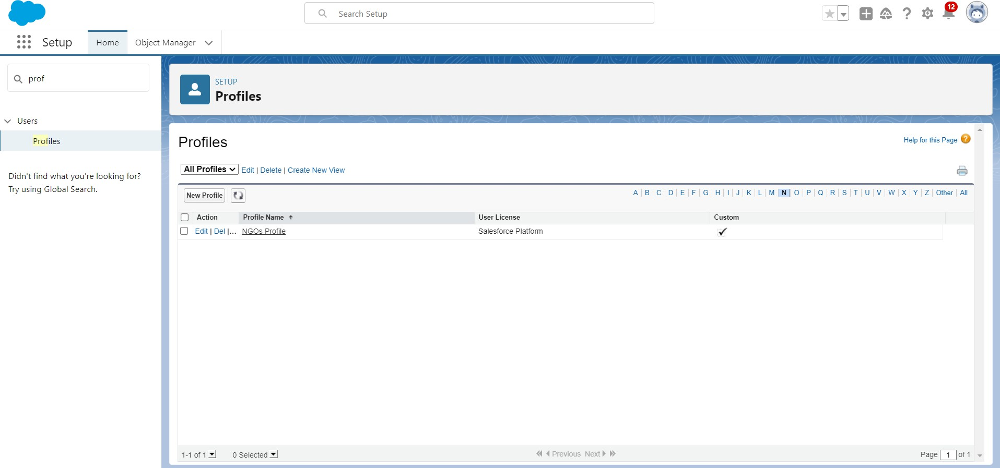 Search Setup
12
Setup
Home
Object Manager
prof
Users
Profiles
Didn't find what you're looking for?
Try using Global Search.
SETUP
Profiles
Profiles
Help for this Page ?
All Profiles Edit | Delete | Create New View
New Profile
A | B | C | D | E | F | G | H | I | J | K | L | M | N | O | P | Q | R | S | T | U | V | W | X | Y | Z | Other | All
Action Profile Name User License Custom
Edit | Del |... NGOs Profile Salesforce Platform
1-1 of 1 0 Selected Previous Next Page 1 of 1